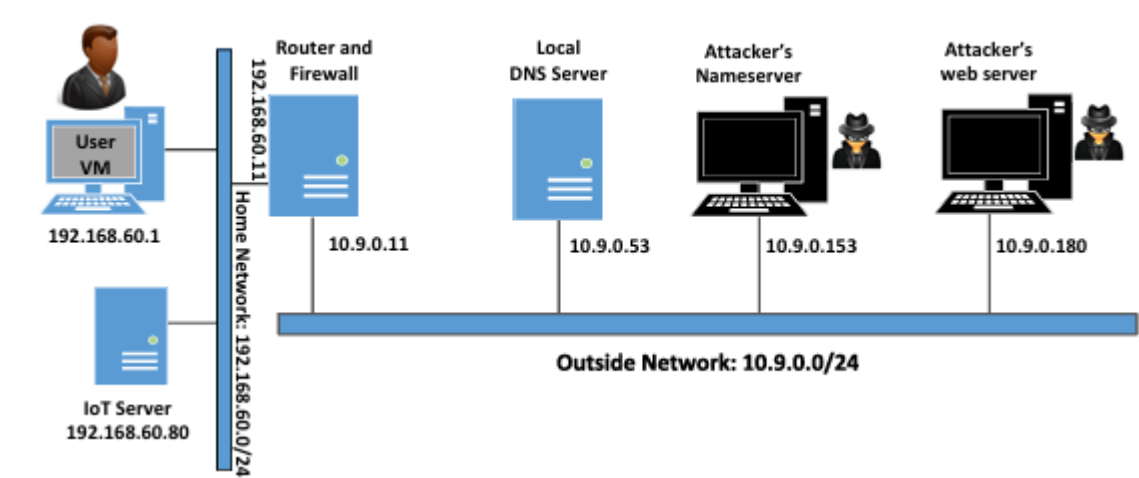 Router and
Firewall
Local
DNS Server
Attacker's
Nameserver
Attacker's
web server
User
VM
192.168.60.11
192.168.60.1
10.9.0.11
10.9.0.53
10.9.0.153
10.9.0.180
Home Network: 192.168.60.0/24
Outside Network: 10.9.0.0/24
IoT Server
192.168.60.80